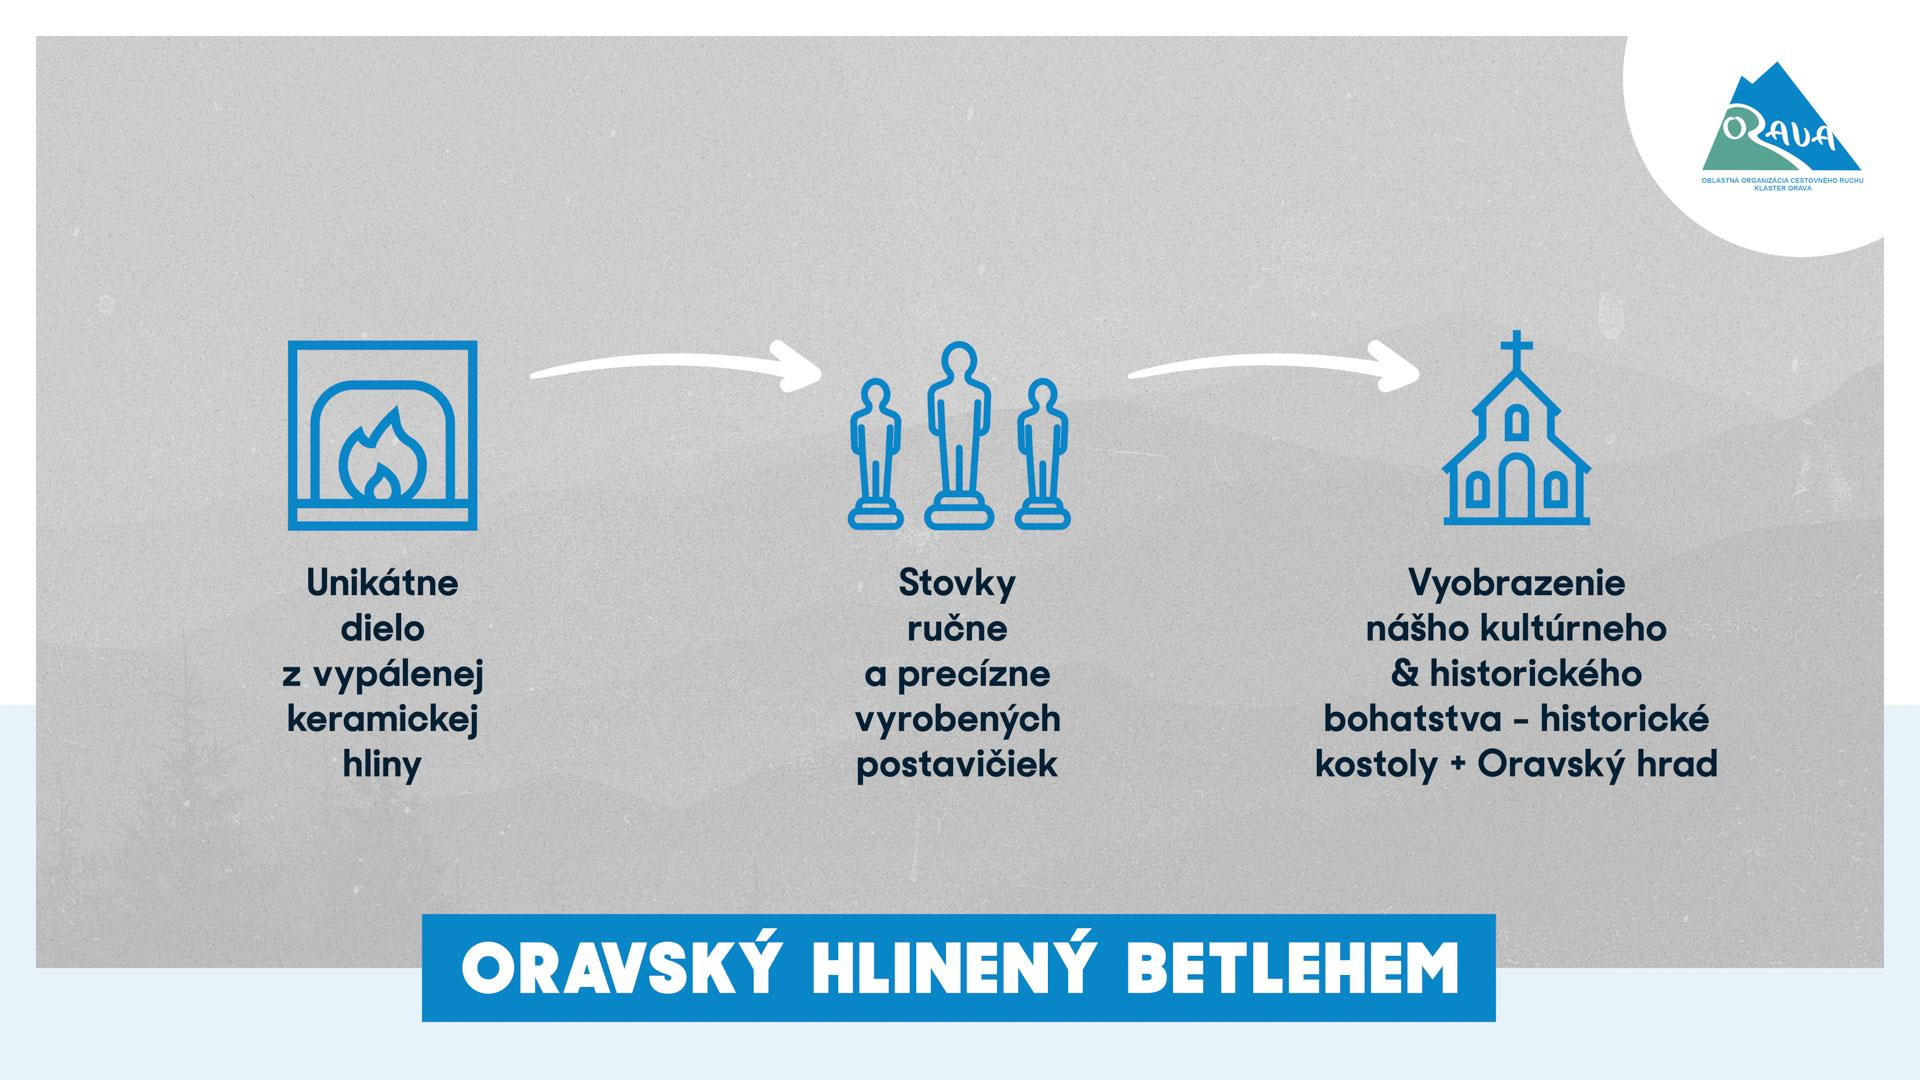 ORAVA
OBLASTNÁ ORGANIZÁCIA CESTOVNÉHO RUCHU
KLASTER ORAVA
Unikátne
dielo
z vypálenej
keramickej
hliny
Stovky
ručne
a precízne
vyrobených
postavičiek
Vyobrazenie
nášho kultúrneho
& historického
bohatstva - historické
kostoly + Oravský hrad
ORAVSKÝ HLINENÝ BETLEHEM